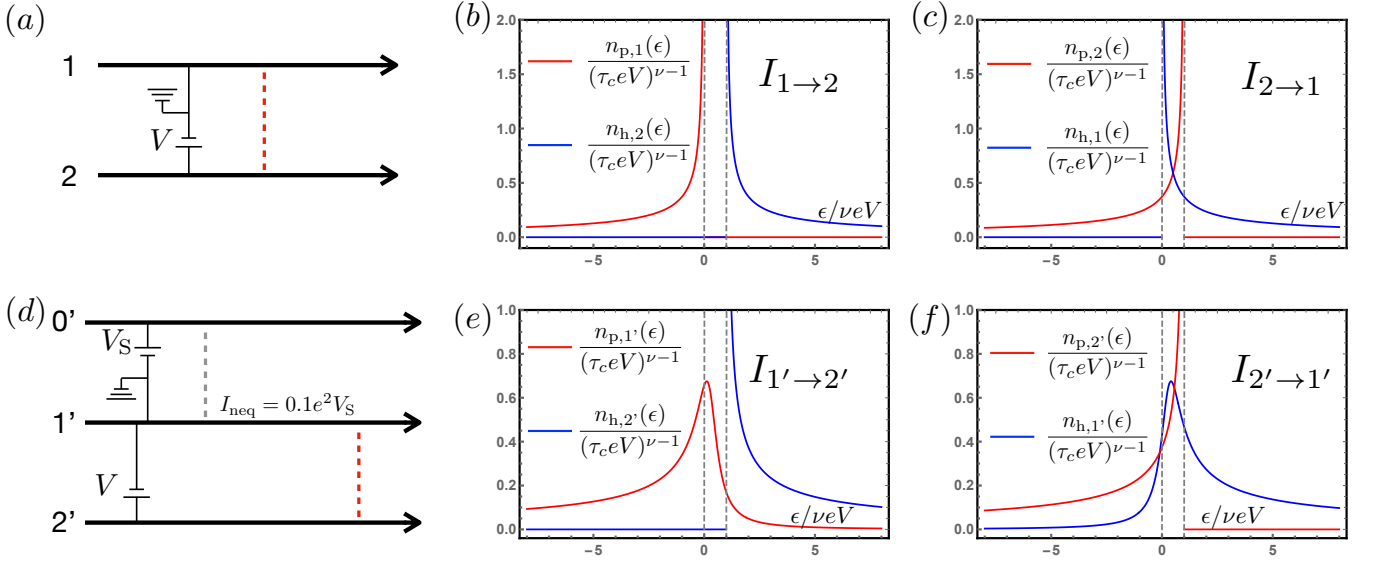 (a)
1
V
2
(b)
2.0
1.5
1.0
0.5
0.0
n_{p,1}(ϵ)
(τ_c eV)^{ν−1}
n_{h,2}(ϵ)
(τ_c eV)^{ν−1}
I_{1→2}
ϵ/νeV
−5 0 5
(c)
2.0
1.5
1.0
0.5
0.0
n_{p,2}(ϵ)
(τ_c eV)^{ν−1}
n_{h,1}(ϵ)
(τ_c eV)^{ν−1}
I_{2→1}
ϵ/νeV
−5 0 5
(d)
0'
V_S
I_{neq} = 0.1e^2V_S
1'
V
2'
(e)
1.0
0.8
0.6
0.4
0.2
0.0
n_{p,1'}(ϵ)
(τ_c eV)^{ν−1}
n_{h,2'}(ϵ)
(τ_c eV)^{ν−1}
I_{1'→2'}
ϵ/νeV
−5 0 5
(f)
1.0
0.8
0.6
0.4
0.2
0.0
n_{p,2'}(ϵ)
(τ_c eV)^{ν−1}
n_{h,1'}(ϵ)
(τ_c eV)^{ν−1}
I_{2'→1'}
ϵ/νeV
−5 0 5